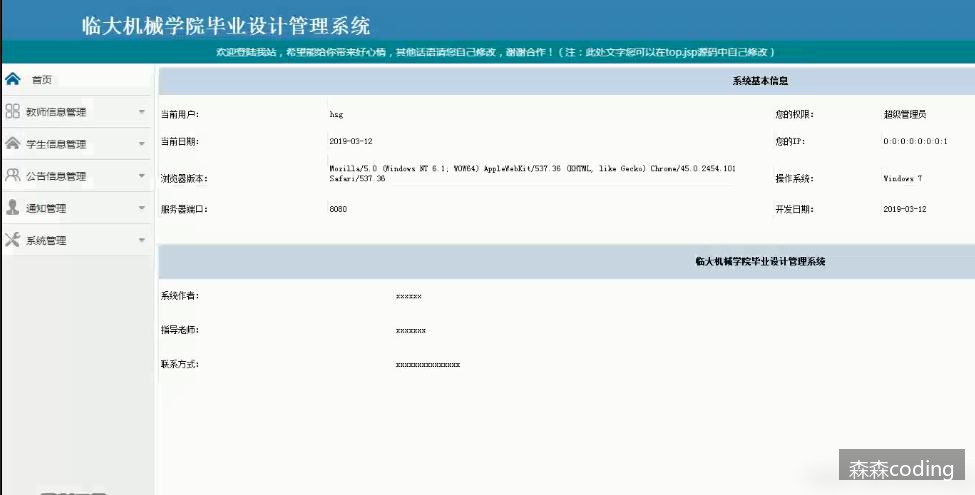 临大机械学院毕业设计管理系统
欢迎登陆我站，希望能给你带来好心情，其他话语请您自己修改，谢谢合作！（注：此处文字您可以在top.jsp源码中自己修改）
首页
教师信息管理
学生信息管理
公告信息管理
通知管理
系统管理
系统基本信息
当前用户: hsg 您的权限: 超级管理员
当前日期: 2019-03-12 您的IP: 0:0:0:0:0:0:0:1
浏览器版本: Mozilla/5.0 (Windows NT 6.1; WOW64) AppleWebKit/537.36 (KHTML, like Gecko) Chrome/45.0.2454.101
Safari/537.36 操作系统: Windows 7
服务器端口: 8080 开发日期: 2019-03-12
临大机械学院毕业设计管理系统
系统作者: xxxxxx
指导老师: xxxxxxx
联系方式: xxxxxxxxxxxxxxx
森森coding